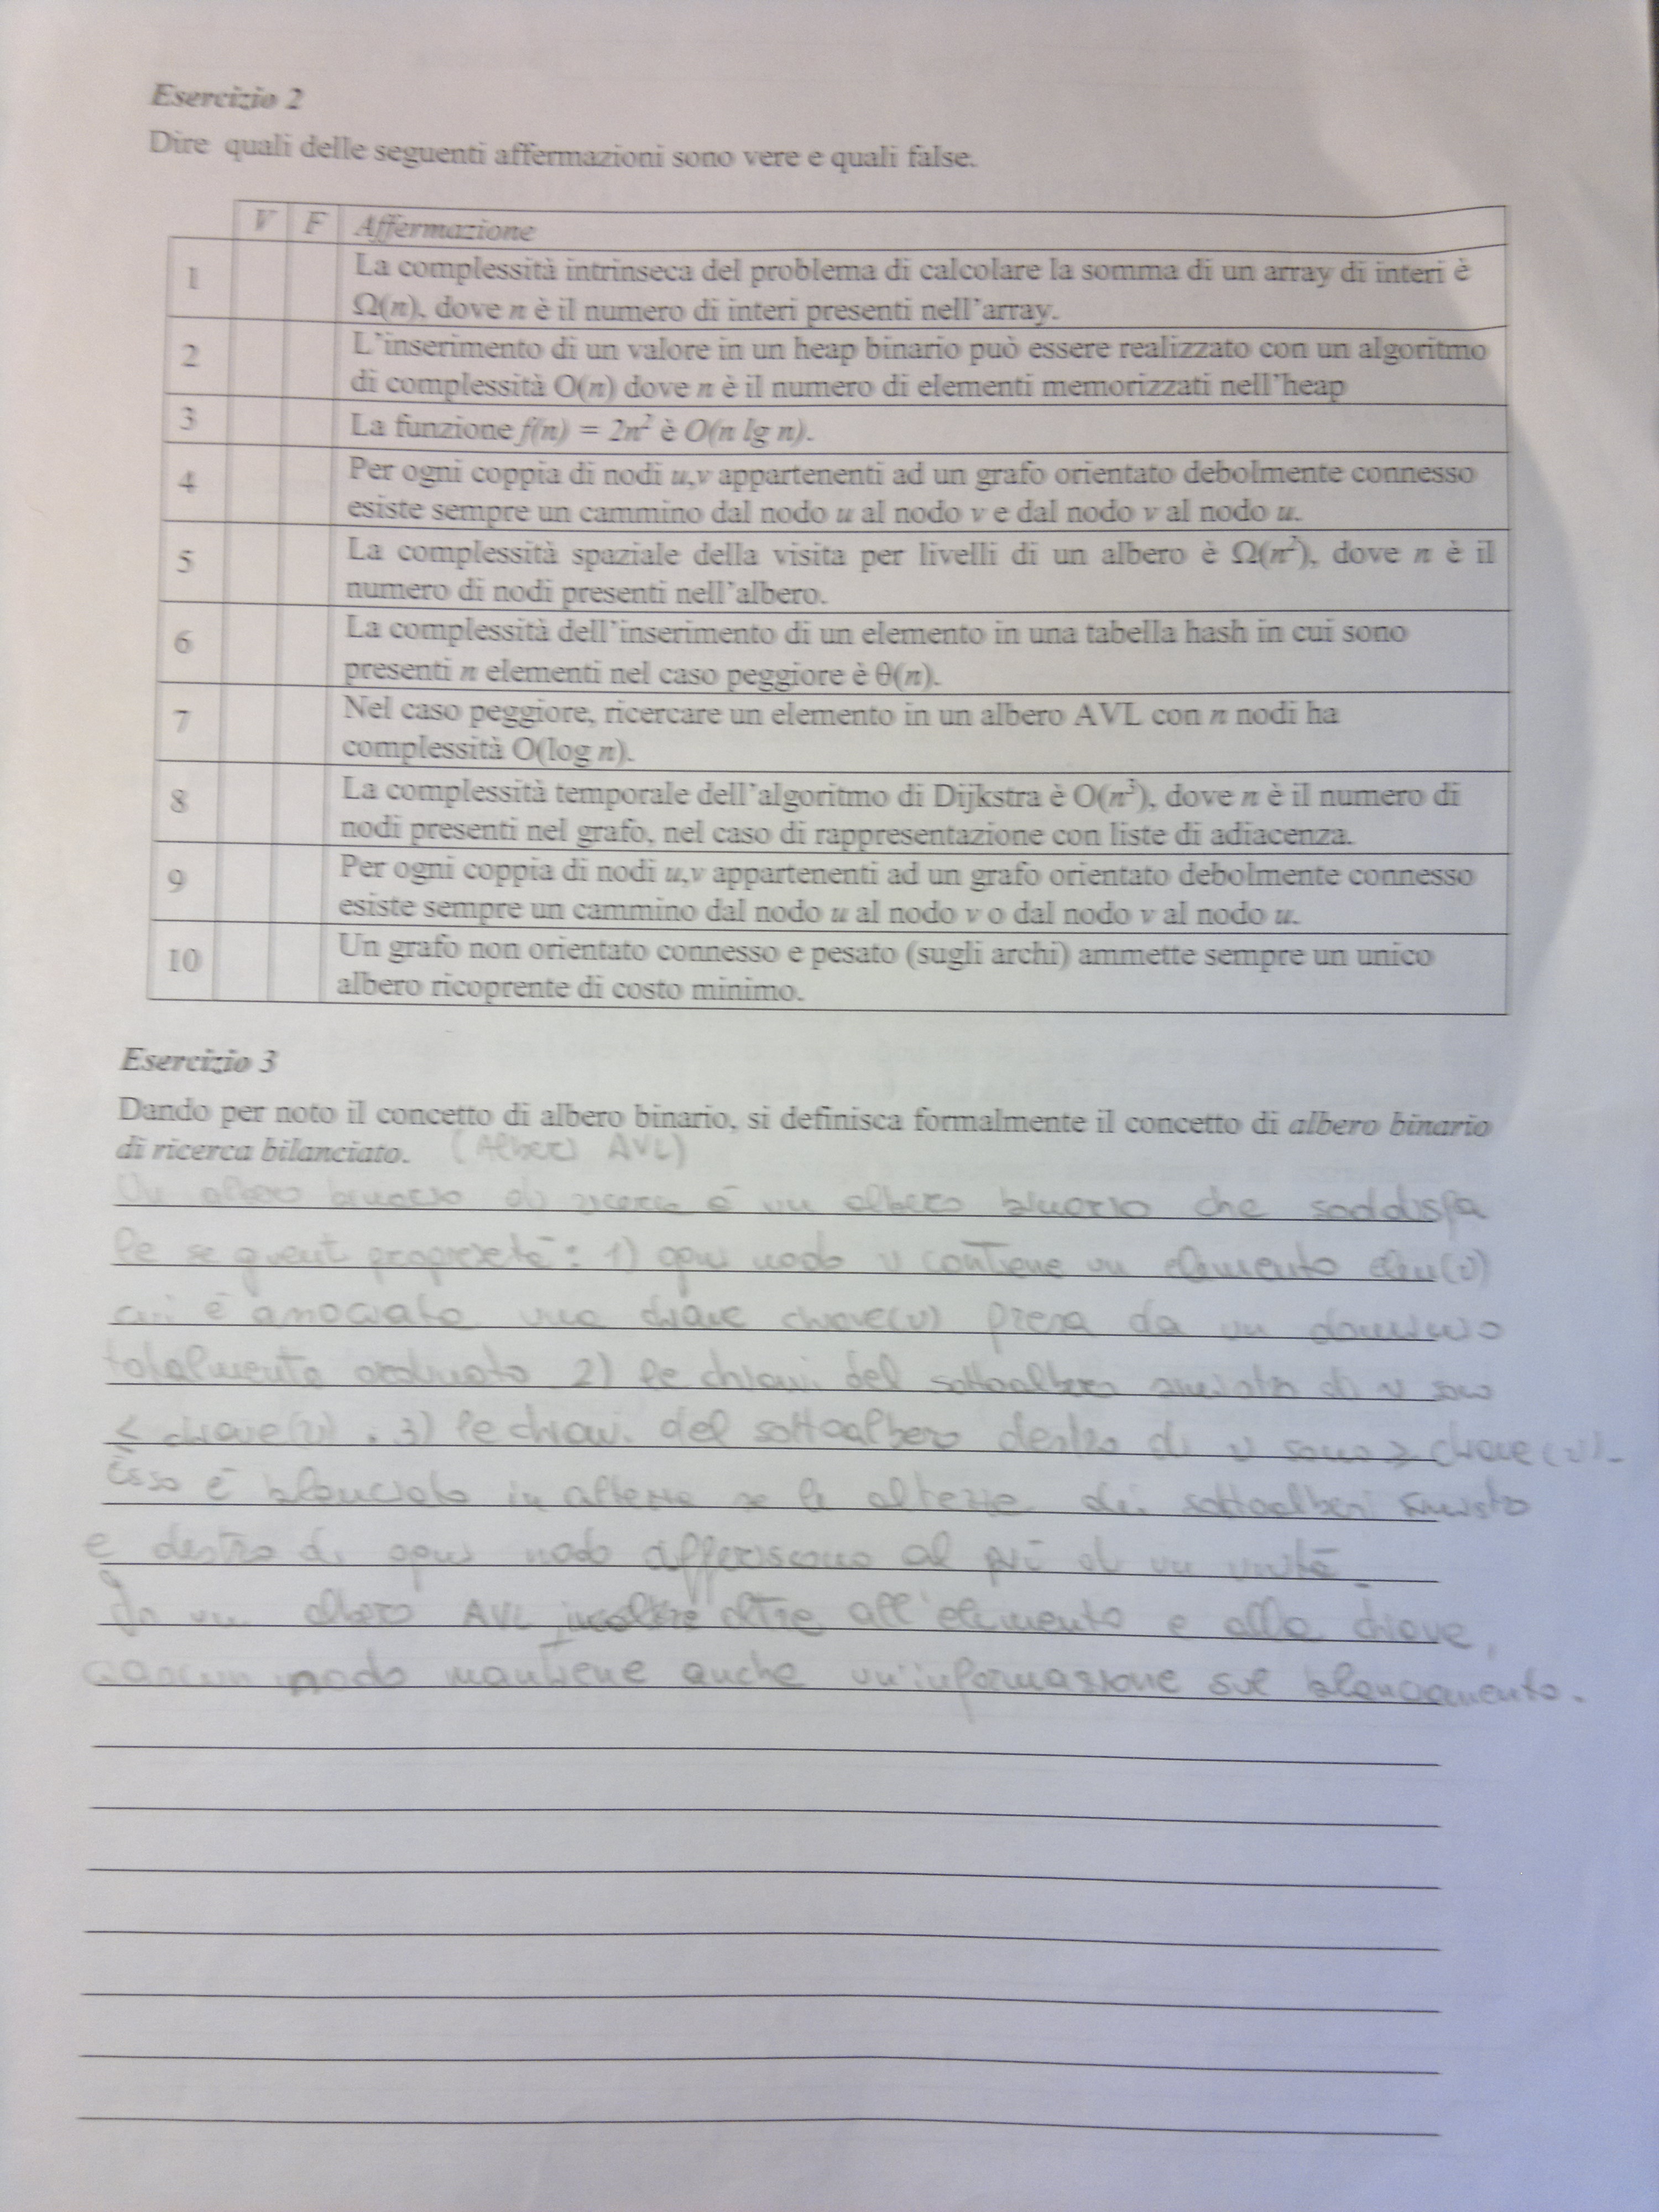 Esercizio 2
Dire quali delle seguenti affermazioni sono vere e quali false.
V F Affermazione
1 La complessità intrinseca del problema di calcolare la somma di un array di interi è
Ω(n), dove n è il numero di interi presenti nell'array.
2 L'inserimento di un valore in un heap binario può essere realizzato con un algoritmo
di complessità O(n) dove n è il numero di elementi memorizzati nell'heap
3 La funzione f(n) = 2n² è O(n lg n).
4 Per ogni coppia di nodi u,v appartenenti ad un grafo orientato debolmente connesso
esiste sempre un cammino dal nodo u al nodo v e dal nodo v al nodo u.
5 La complessità spaziale della visita per livelli di un albero è Ω(n²), dove n è il
numero di nodi presenti nell'albero.
6 La complessità dell'inserimento di un elemento in una tabella hash in cui sono
presenti n elementi nel caso peggiore è θ(n).
7 Nel caso peggiore, ricercare un elemento in un albero AVL con n nodi ha
complessità O(log n).
8 La complessità temporale dell'algoritmo di Dijkstra è O(n³), dove n è il numero di
nodi presenti nel grafo, nel caso di rappresentazione con liste di adiacenza.
9 Per ogni coppia di nodi u,v appartenenti ad un grafo orientato debolmente connesso
esiste sempre un cammino dal nodo u al nodo v o dal nodo v al nodo u.
10 Un grafo non orientato connesso e pesato (sugli archi) ammette sempre un unico
albero ricoprente di costo minimo.
Esercizio 3
Dando per noto il concetto di albero binario, si definisca formalmente il concetto di albero binario
di ricerca bilanciato. (Alberi AVL)
Un albero binario di ricerca è un albero binario che soddisfa
le seguenti proprietà: 1) ogni nodo v contiene un elemento elem(v)
cui è associata una chiave chiave(v) presa da un dominio
totalmente ordinato 2) le chiavi del sottoalbero sinistro di v sono
≤ chiave(v). 3) le chiavi del sottoalbero destro di v sono ≥ chiave(v).
Esso è bilanciato in altezza se le altezze dei sottoalberi sinistro
e destro di ogni nodo differiscono al più di un unità.
In un albero AVL oltre all'elemento e alla chiave,
ciascun nodo mantiene anche un'informazione sul bilanciamento.